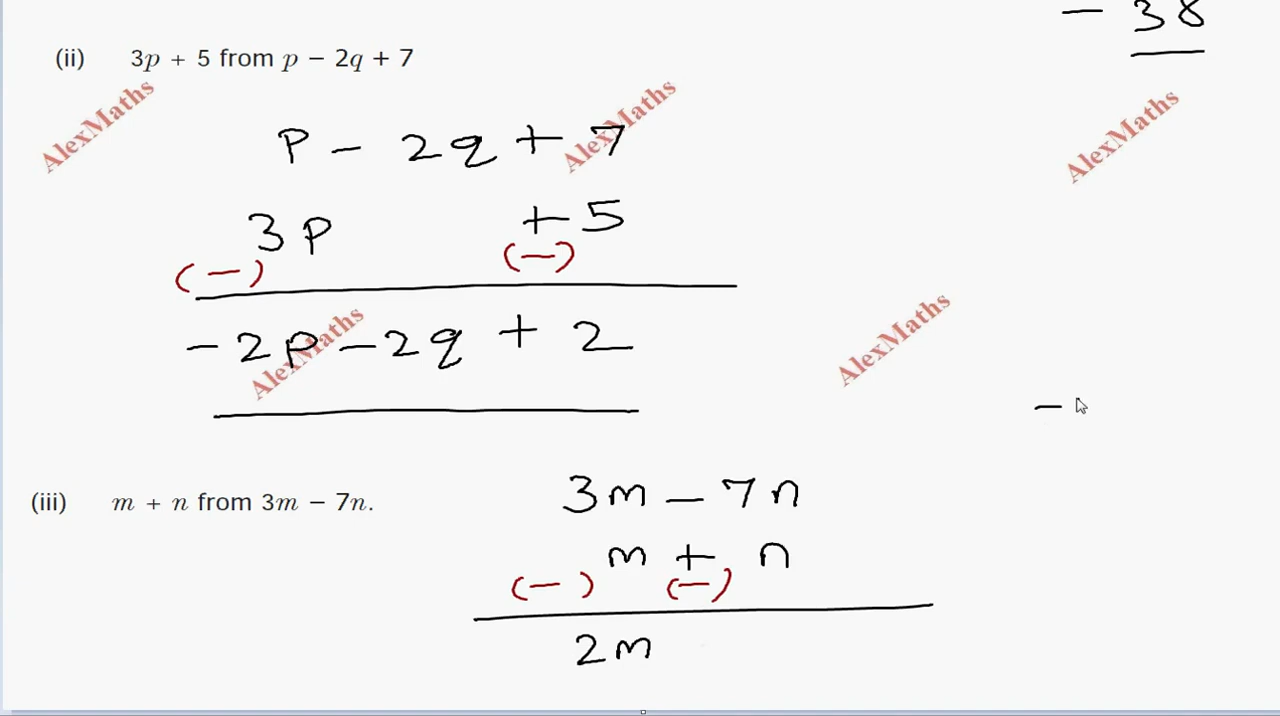 - 38
(ii) 3p + 5 from p − 2q + 7
AlexMaths AlexMaths AlexMaths
p - 2q + 7
3p + 5
(-) (-)
-2p - 2q + 2
AlexMaths AlexMaths
-
(iii) m + n from 3m − 7n.
3m - 7n
m + n
(-) (-)
2m